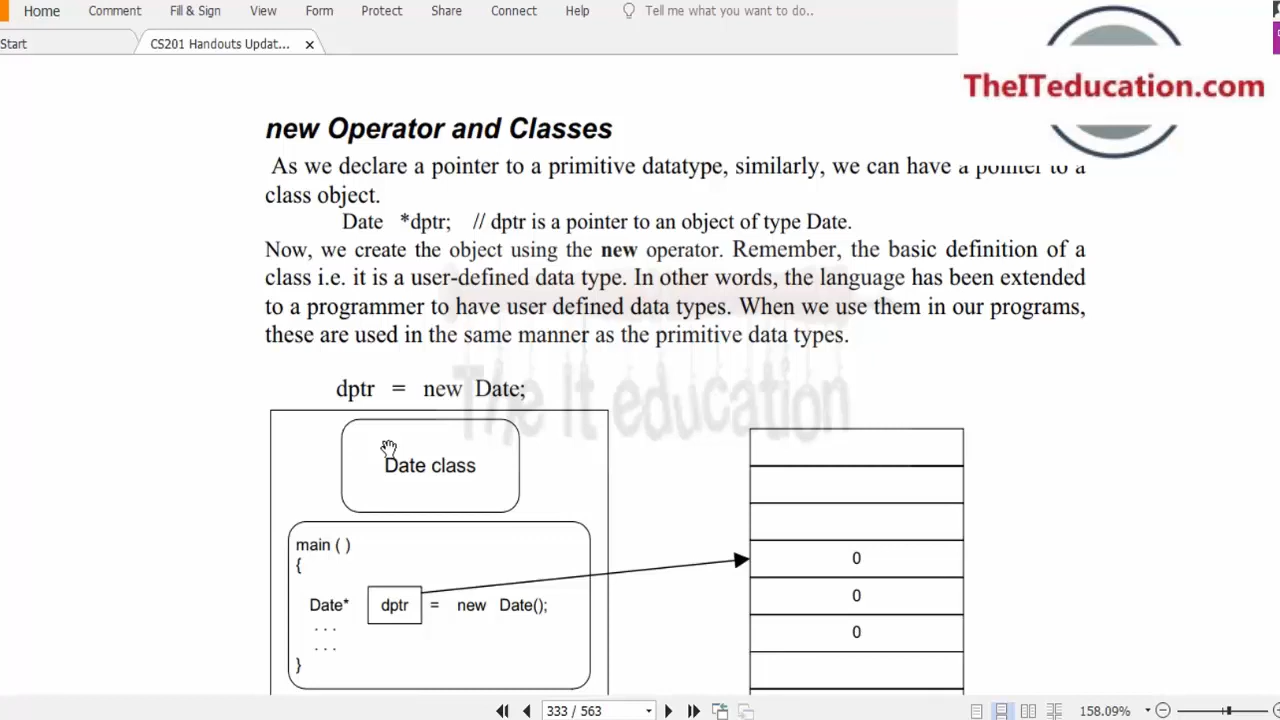 Home Comment Fill & Sign View Form Protect Share Connect Help Tell me what you want to do..
Start CS201 Handouts Updat... ×
TheITeducation.com
new Operator and Classes
As we declare a pointer to a primitive datatype, similarly, we can have a pointer to a
class object.
Date *dptr; // dptr is a pointer to an object of type Date.
Now, we create the object using the new operator. Remember, the basic definition of a
class i.e. it is a user-defined data type. In other words, the language has been extended
to a programmer to have user defined data types. When we use them in our programs,
these are used in the same manner as the primitive data types.
The It education
dptr = new Date;
Date class
main ( )
{
Date* dptr = new Date();
. . .
. . .
}
0
0
0
333 / 563
158.09%